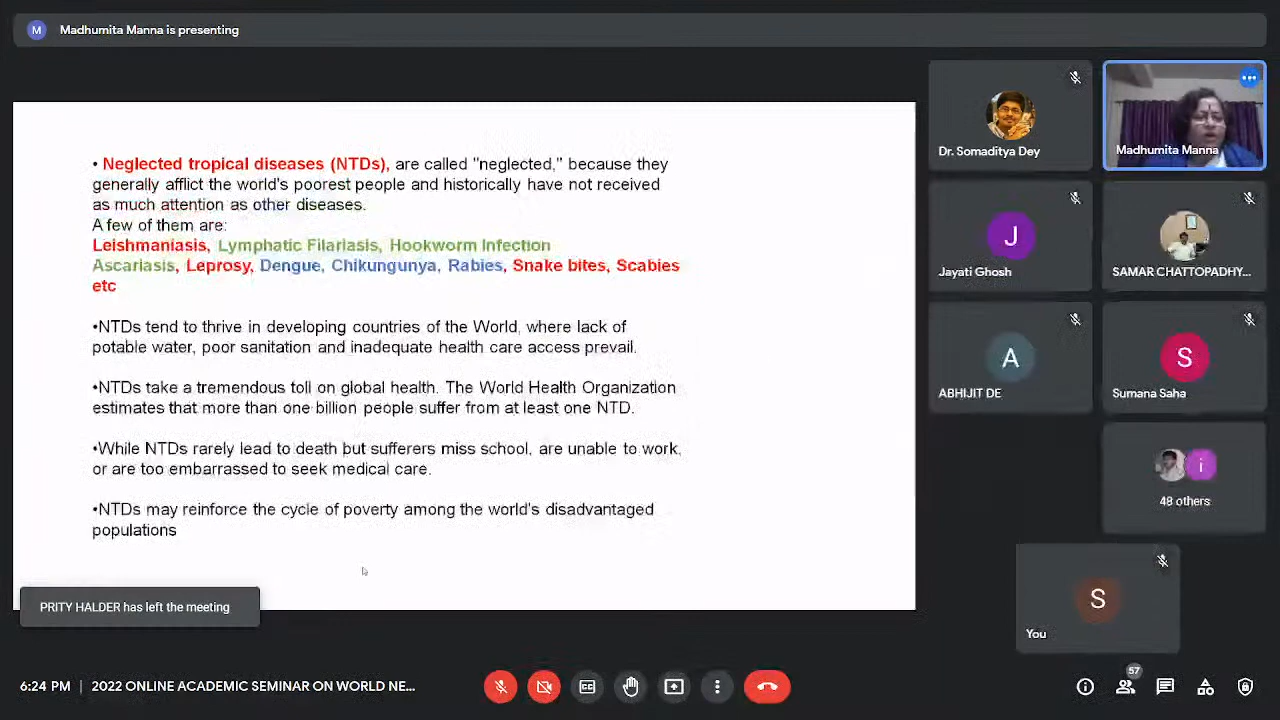 M
Madhumita Manna is presenting
• Neglected tropical diseases (NTDs), are called "neglected," because they
generally afflict the world's poorest people and historically have not received
as much attention as other diseases.
A few of them are:
Leishmaniasis, Lymphatic Filariasis, Hookworm Infection
Ascariasis, Leprosy, Dengue, Chikungunya, Rabies, Snake bites, Scabies
etc
•NTDs tend to thrive in developing countries of the World, where lack of
potable water, poor sanitation and inadequate health care access prevail.
•NTDs take a tremendous toll on global health. The World Health Organization
estimates that more than one billion people suffer from at least one NTD.
•While NTDs rarely lead to death but sufferers miss school, are unable to work,
or are too embarrassed to seek medical care.
•NTDs may reinforce the cycle of poverty among the world's disadvantaged
populations
PRITY HALDER has left the meeting
Dr. Somaditya Dey
Madhumita Manna
J
Jayati Ghosh
SAMAR CHATTOPADHY...
A
ABHIJIT DE
S
Sumana Saha
i
48 others
S
You
6:24 PM | 2022 ONLINE ACADEMIC SEMINAR ON WORLD NE...
57